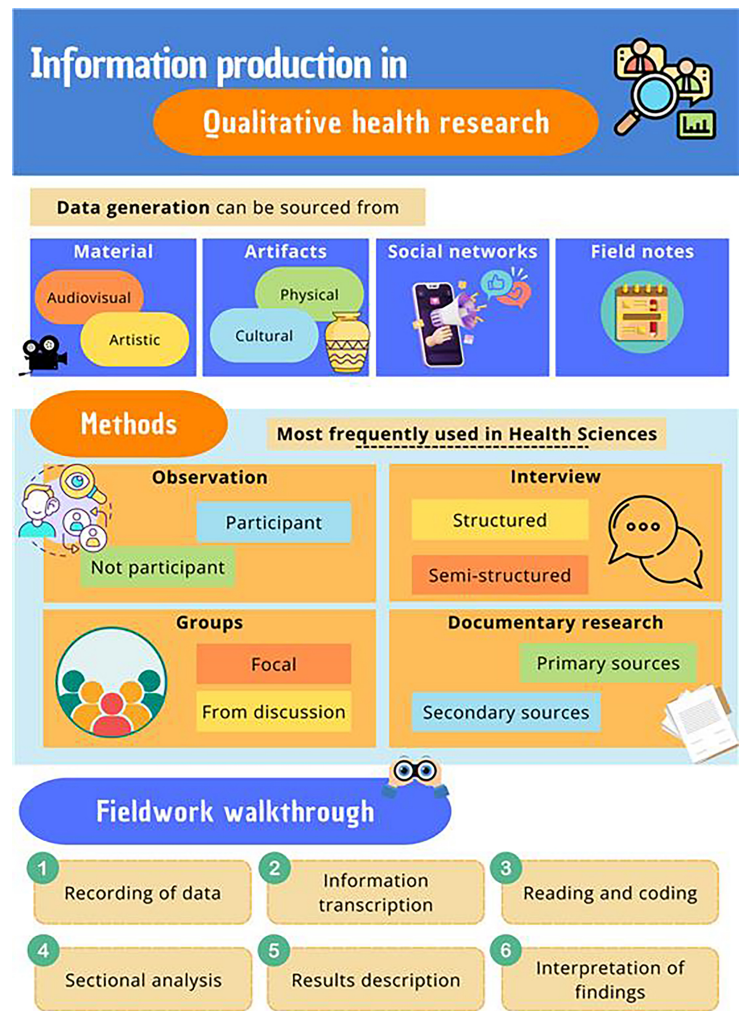 Information production in
Qualitative health research
Data generation can be sourced from
Material
Audiovisual
Artistic
Artifacts
Physical
Cultural
Social networks
Field notes
Methods
Most frequently used in Health Sciences
Observation
Participant
Not participant
Interview
Structured
Semi-structured
Groups
Focal
From discussion
Documentary research
Primary sources
Secondary sources
Fieldwork walkthrough
1
Recording of data
2
Information
transcription
3
Reading and coding
4
Sectional analysis
5
Results description
6
Interpretation of
findings